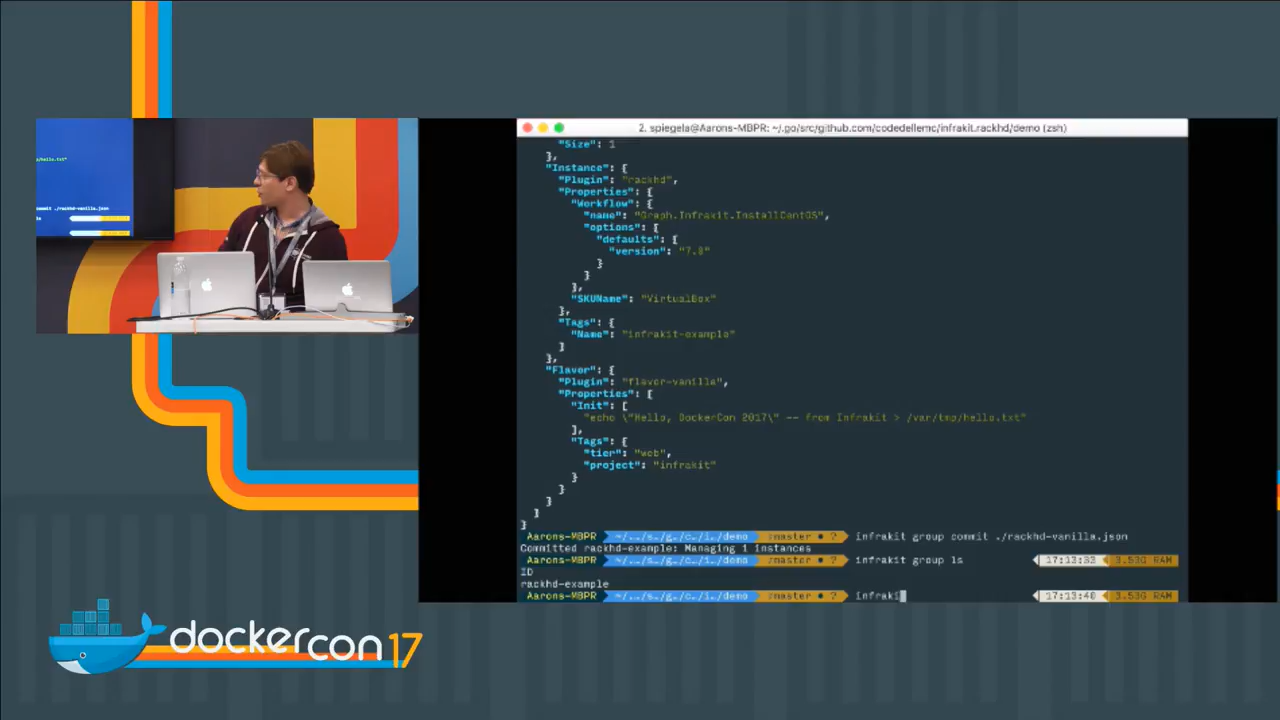 2. spiegela@Aarons-MBPR: ~/.go/src/github.com/codedellemc/infrakit.rackhd/demo (zsh)
"Size": 1
},
"Instance": {
"Plugin": "rackhd",
"Properties": {
"Workflow": {
"name": "Graph.Infrakit.InstallCentOS",
"options": {
"defaults": {
"version": "7.0"
}
}
},
"SKUName": "VirtualBox"
},
"Tags": {
"Name": "infrakit-example"
}
},
"Flavor": {
"Plugin": "flavor-vanilla",
"Properties": {
"Init": [
"echo \"Hello, DockerCon 2017\" -- from Infrakit > /var/tmp/hello.txt"
],
"Tags": {
"tier": "web",
"project": "infrakit"
}
}
}
}
}
Aarons-MBPR ~/../s./g./c./i./demo master ● ? infrakit group commit ./rackhd-vanilla.json
Committed rackhd-example: Managing 1 instances
Aarons-MBPR ~/../s./g./c./i./demo master ● ? infrakit group ls 17:13:33 3.53G RAM
ID
rackhd-example
Aarons-MBPR ~/../s./g./c./i./demo master ● ? infraki 17:13:40 3.53G RAM
dockercon 17